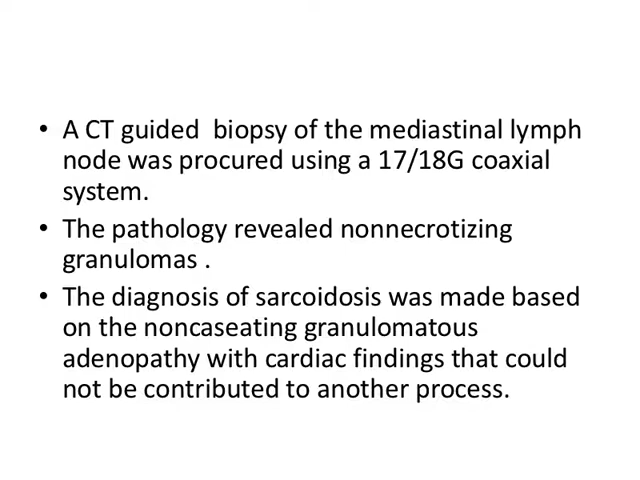 • A CT guided  biopsy of the mediastinal lymph
node was procured using a 17/18G coaxial
system.
• The pathology revealed nonnecrotizing
granulomas .
• The diagnosis of sarcoidosis was made based
on the noncaseating granulomatous
adenopathy with cardiac findings that could
not be contributed to another process.